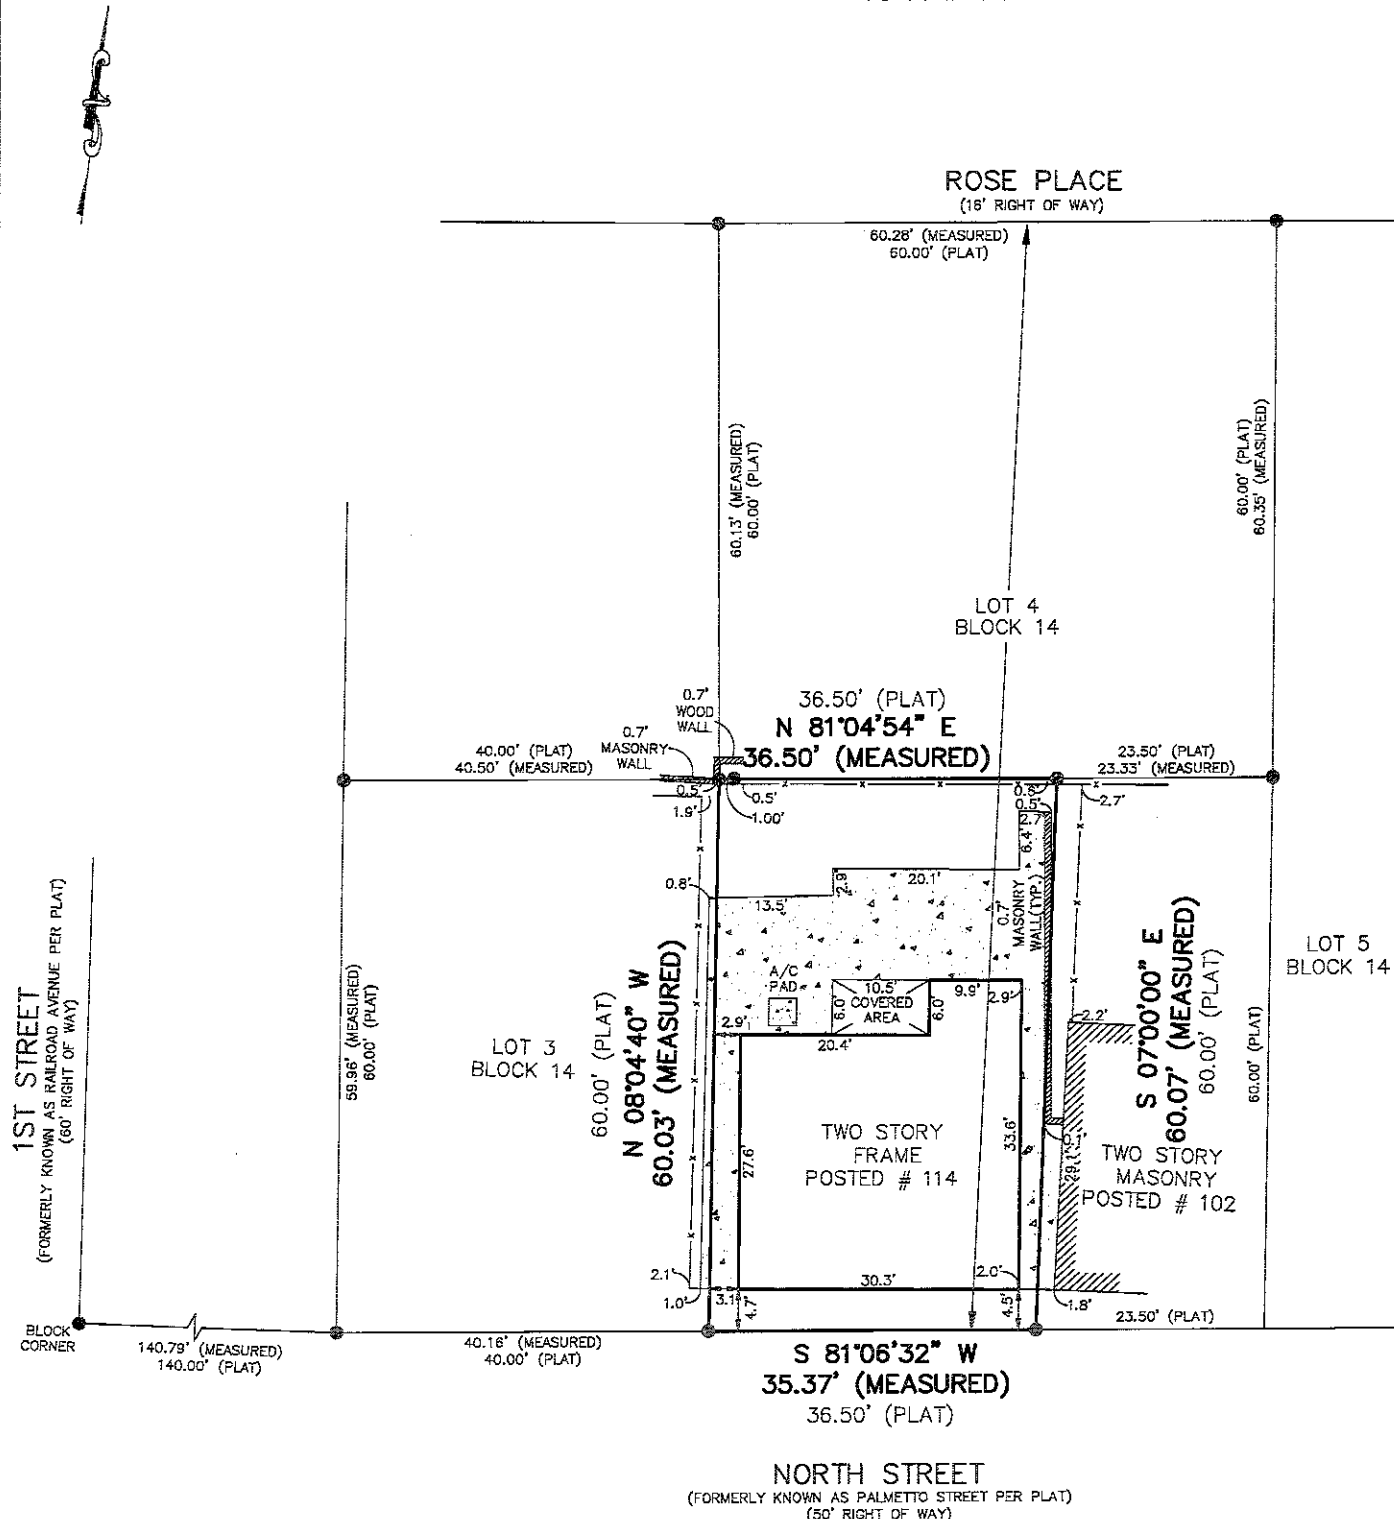 ROSE PLACE
(16' RIGHT OF WAY)
60.28' (MEASURED)
60.00' (PLAT)
60.13' (MEASURED)
60.00' (PLAT)
60.00' (PLAT)
60.35' (MEASURED)
LOT 4
BLOCK 14
0.7'
WOOD
WALL
0.7'
MASONRY
WALL
36.50' (PLAT)
N 81°04'54" E
36.50' (MEASURED)
40.00' (PLAT)
40.50' (MEASURED)
23.50' (PLAT)
23.33' (MEASURED)
0.5'
1.9'
0.5'
1.00'
0.6'
0.5'
2.7'
2.7'
6.4'
0.8'
13.5'
2.9'
20.1'
0.7'
MASONRY
WALL(TYP.)
A/C
PAD
10.5'
COVERED
AREA
6.0'
6.0'
9.9'
2.9'
2.9'
20.4'
2.2'
1ST STREET
(FORMERLY KNOWN AS RAILROAD AVENUE PER PLAT)
(60' RIGHT OF WAY)
59.96' (MEASURED)
60.00' (PLAT)
LOT 3
BLOCK 14
60.00' (PLAT)
N 08°04'40" W
60.03' (MEASURED)
S 07°00'00" E
60.07' (MEASURED)
60.00' (PLAT)
60.00' (PLAT)
LOT 5
BLOCK 14
27.6'
TWO STORY
FRAME
POSTED # 114
33.6'
0.1'
29.1'
TWO STORY
MASONRY
POSTED # 102
2.1'
1.0'
3.1'
4.7'
30.3'
2.0'
4.5'
1.8'
23.50' (PLAT)
BLOCK
CORNER
140.79' (MEASURED)
140.00' (PLAT)
40.16' (MEASURED)
40.00' (PLAT)
S 81°06'32" W
35.37' (MEASURED)
36.50' (PLAT)
NORTH STREET
(FORMERLY KNOWN AS PALMETTO STREET PER PLAT)
(50' RIGHT OF WAY)